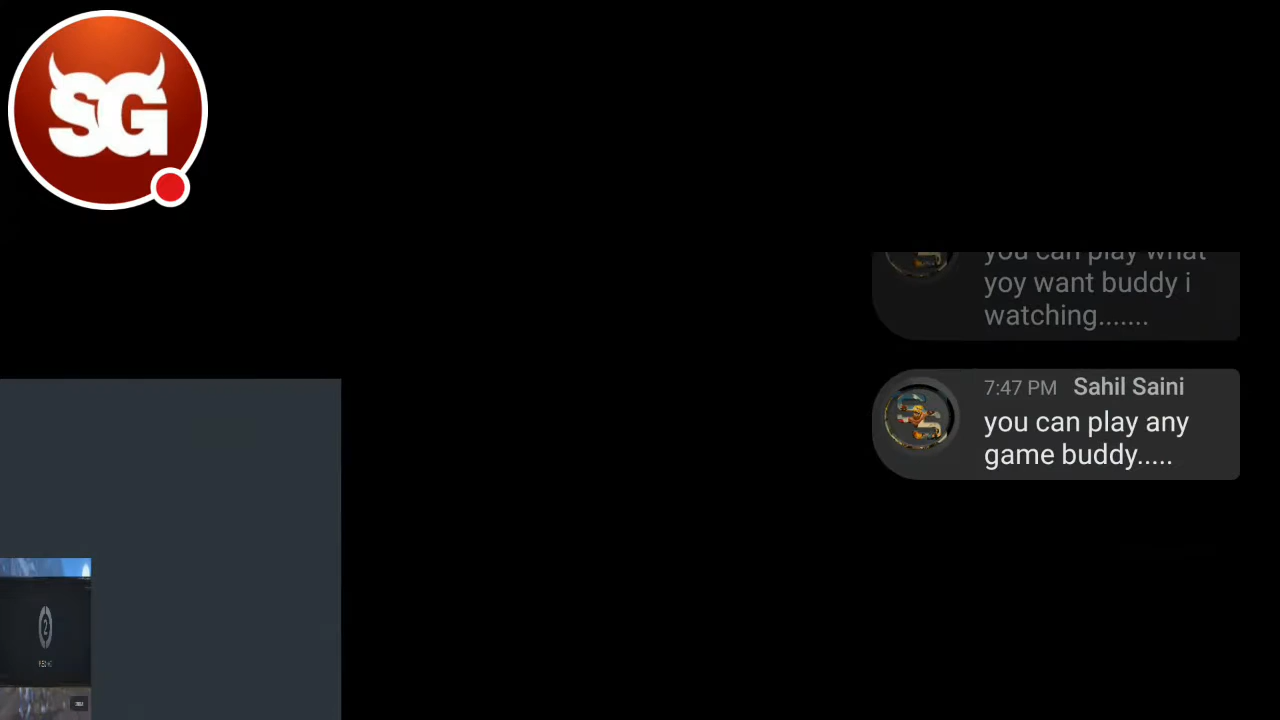 SG
you can play what
yoy want buddy i
watching.......
7:47 PM Sahil Saini
you can play any
game buddy.....
2